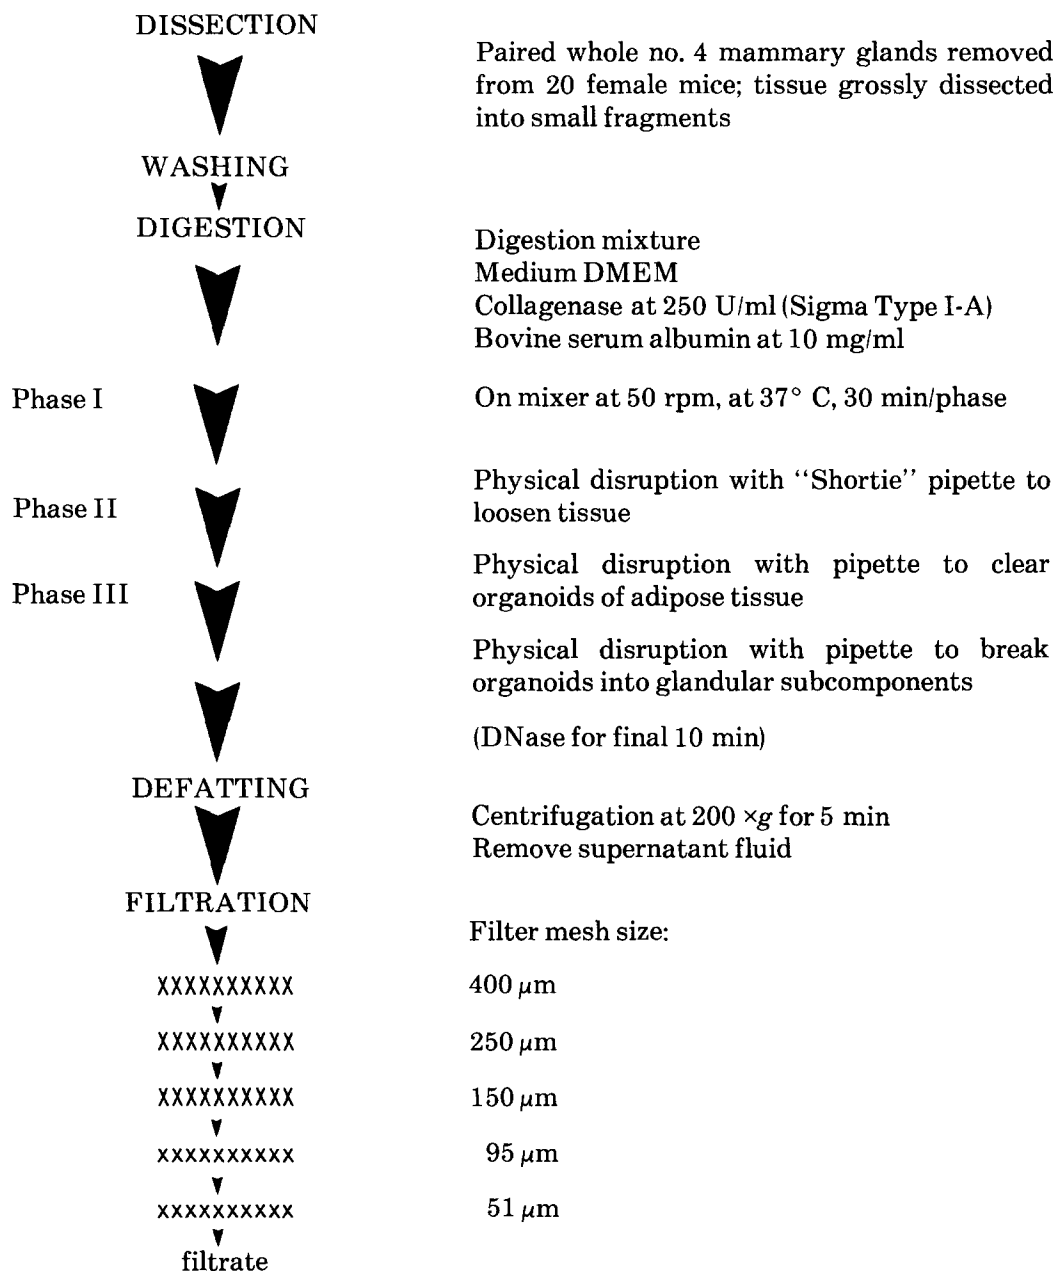 DISSECTION
Paired whole no. 4 mammary glands removed
from 20 female mice; tissue grossly dissected
into small fragments
WASHING
DIGESTION
Digestion mixture
Medium DMEM
Collagenase at 250 U/ml (Sigma Type I-A)
Bovine serum albumin at 10 mg/ml
Phase I
On mixer at 50 rpm, at 37° C, 30 min/phase
Physical disruption with "Shortie" pipette to
loosen tissue
Phase II
Physical disruption with pipette to clear
organoids of adipose tissue
Phase III
Physical disruption with pipette to break
organoids into glandular subcomponents
(DNase for final 10 min)
DEFATTING
Centrifugation at 200 ×g for 5 min
Remove supernatant fluid
FILTRATION
Filter mesh size:
XXXXXXXXXX 400 μm
XXXXXXXXXX 250 μm
XXXXXXXXXX 150 μm
xxxxxxxxxx 95 μm
xxxxxxxxxx 51 μm
filtrate